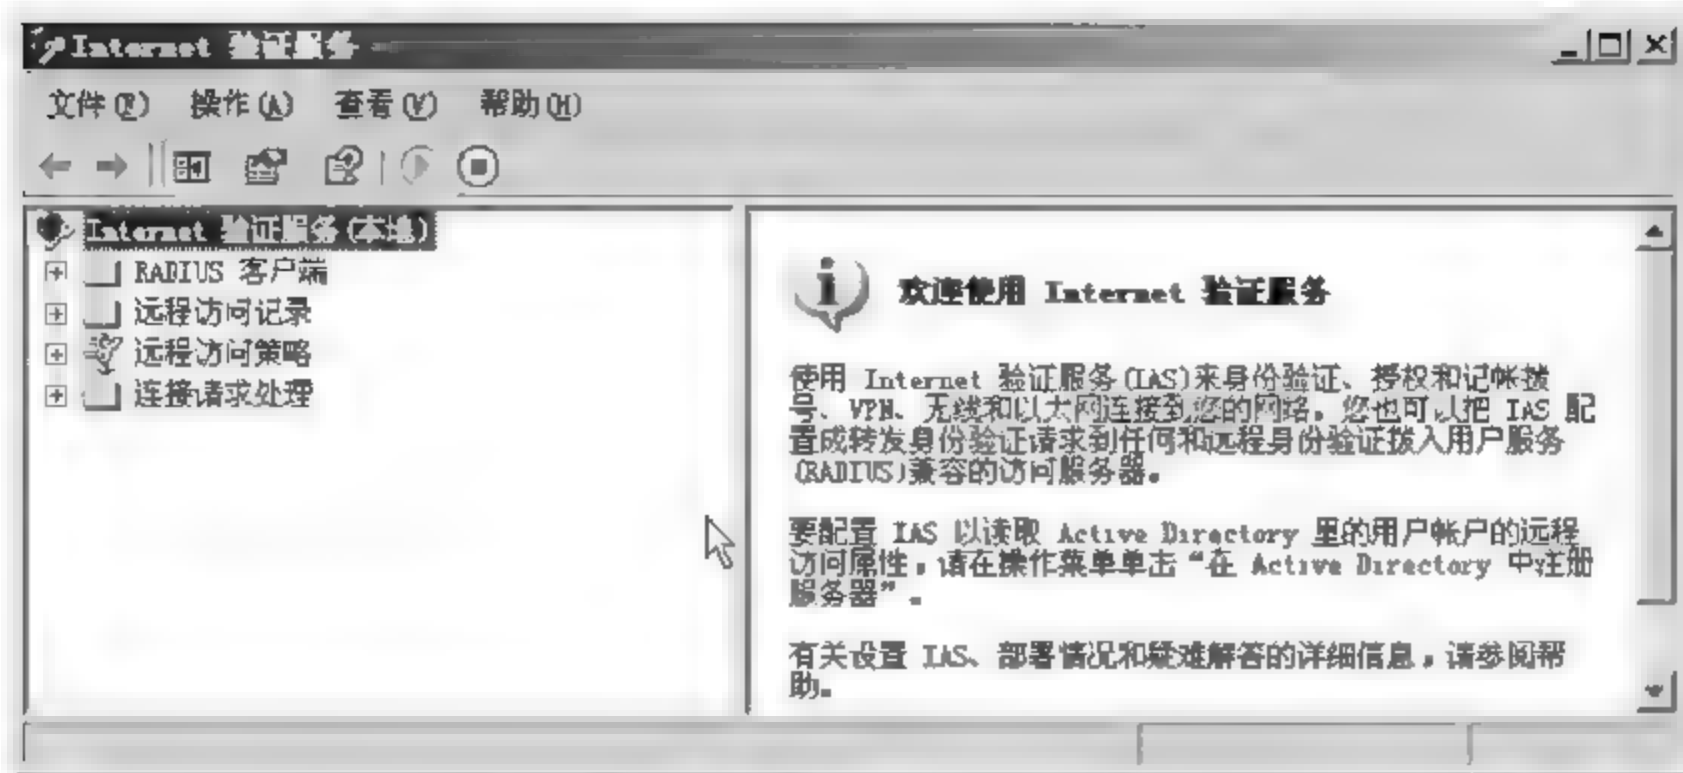 Internet 验证服务
文件(F) 操作(A) 查看(V) 帮助(H)
Internet 验证服务(本地)
RADIUS 客户端
远程访问记录
远程访问策略
连接请求处理
欢迎使用 Internet 验证服务
使用 Internet 验证服务(IAS)来身份验证、授权和记帐拨
号、VPN、无线和以太网连接到您的网络。您也可以把 IAS 配
置成转发身份验证请求到任何和远程身份验证拨入用户服务
(RADIUS)兼容的访问服务器。
要配置 IAS 以读取 Active Directory 里的用户帐户的远程
访问属性，请在操作菜单单击“在 Active Directory 中注册
服务器”。
有关设置 IAS、部署情况和疑难解答的详细信息，请参阅帮
助。